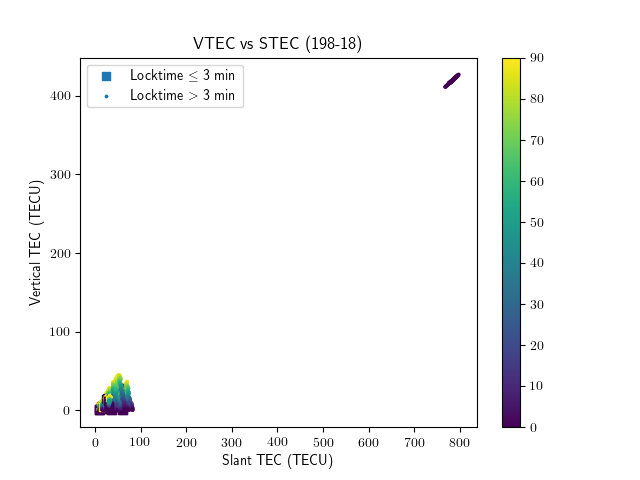 VTEC vs STEC (198-18)
Locktime ≤ 3 min
Locktime > 3 min
Vertical TEC (TECU)
400
300
200
100
0
0 100 200 300 400 500 600 700 800
Slant TEC (TECU)
90
80
70
60
50
40
30
20
10
0